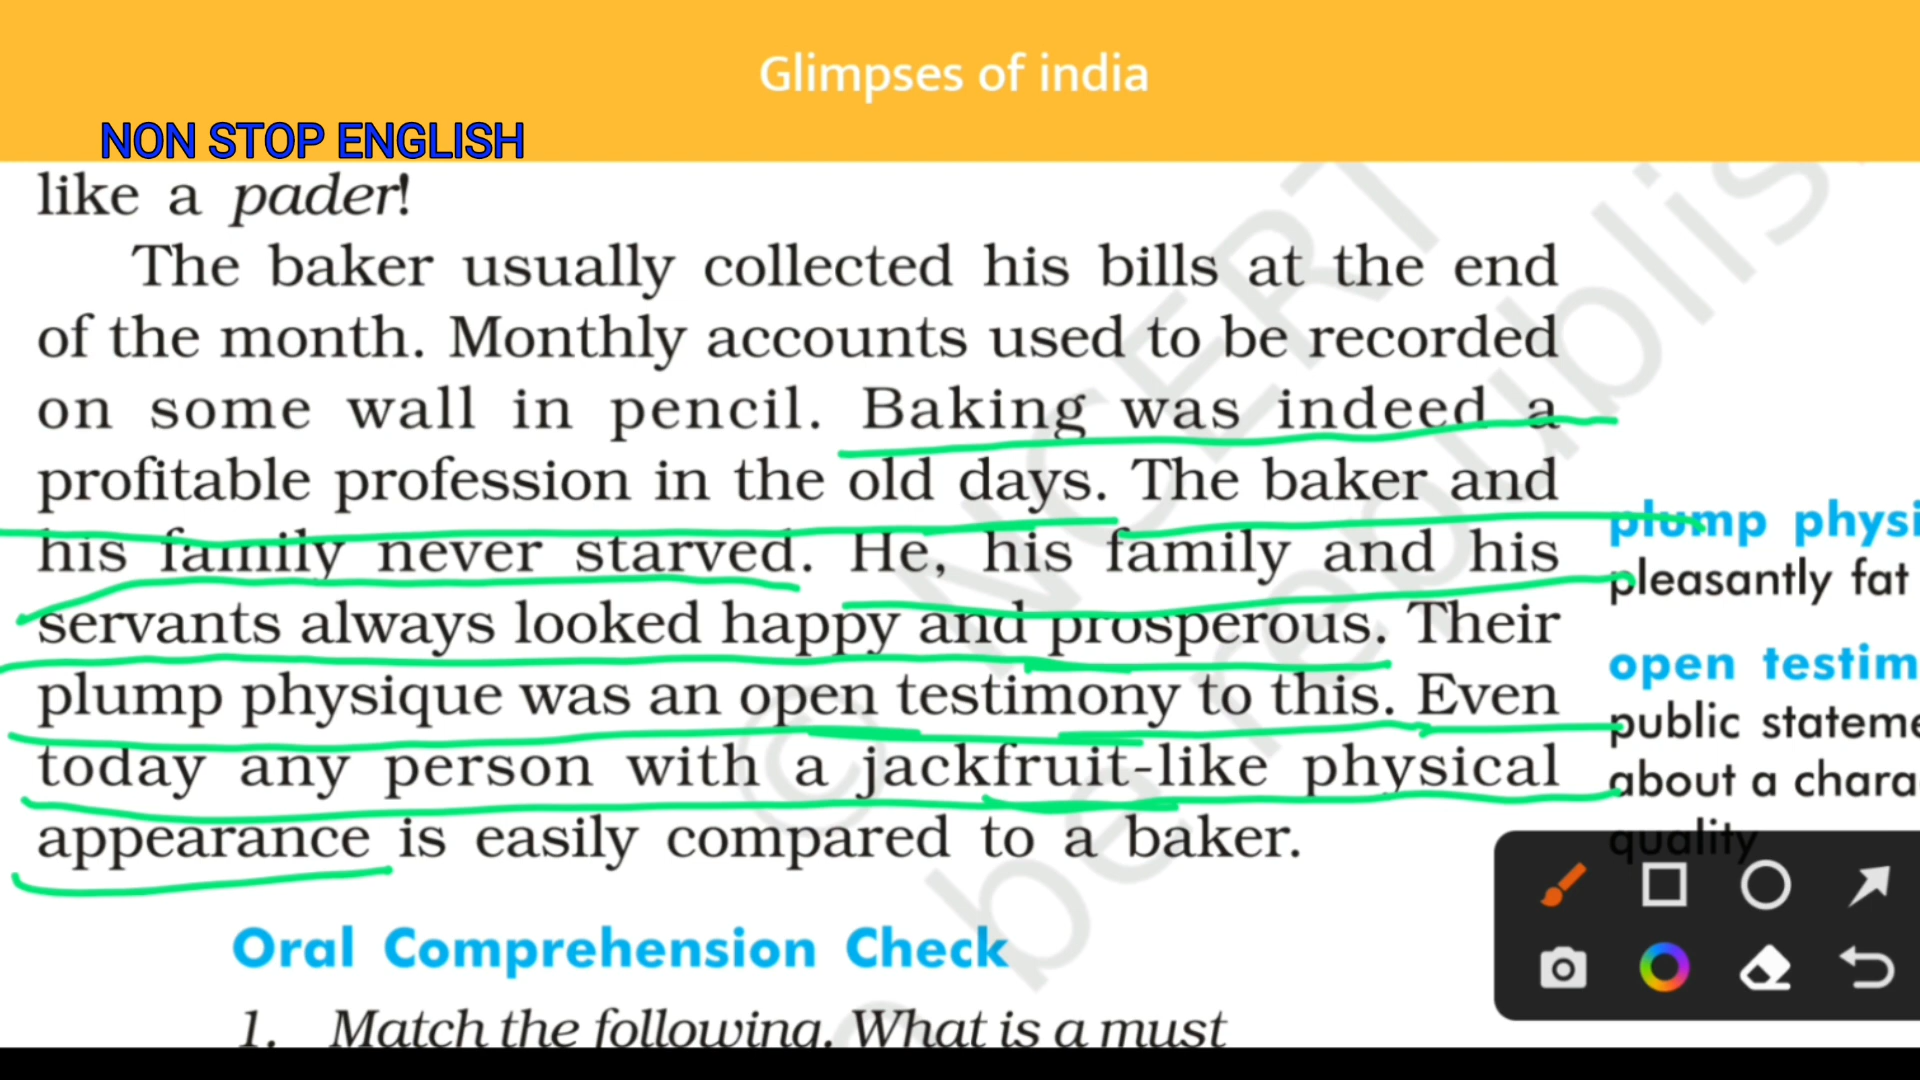 Glimpses of india
NON STOP ENGLISH
like a pader!
The baker usually collected his bills at the end
of the month. Monthly accounts used to be recorded
on some wall in pencil. Baking was indeed a
profitable profession in the old days. The baker and
his family never starved. He, his family and his
servants always looked happy and prosperous. Their
plump physique was an open testimony to this. Even
today any person with a jackfruit-like physical
appearance is easily compared to a baker.
plump physi
pleasantly fat
open testim
public stateme
about a chara
quality
Oral Comprehension Check
1. Match the following. What is a must
© NCERT
be republis